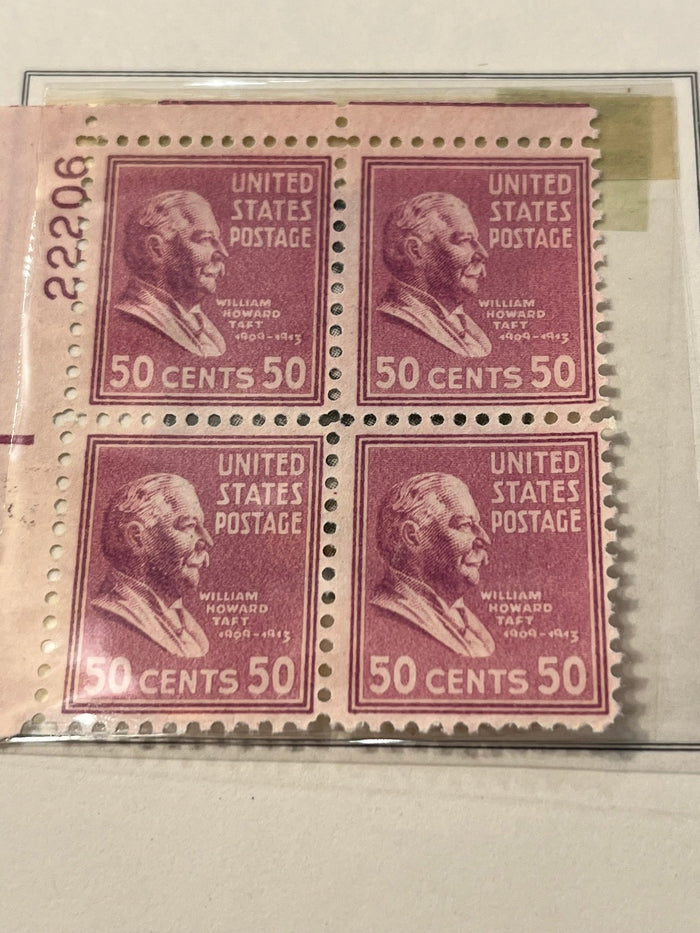 22206
UNITED
STATES
POSTAGE
WILLIAM
HOWARD
TAFT
1909-1913
50 CENTS 50
UNITED
STATES
POSTAGE
WILLIAM
HOWARD
TAFT
1909-1913
50 CENTS 50
UNITED
STATES
POSTAGE
WILLIAM
HOWARD
TAFT
1909-1913
50 CENTS 50
UNITED
STATES
POSTAGE
WILLIAM
HOWARD
TAFT
1909-1913
50 CENTS 50